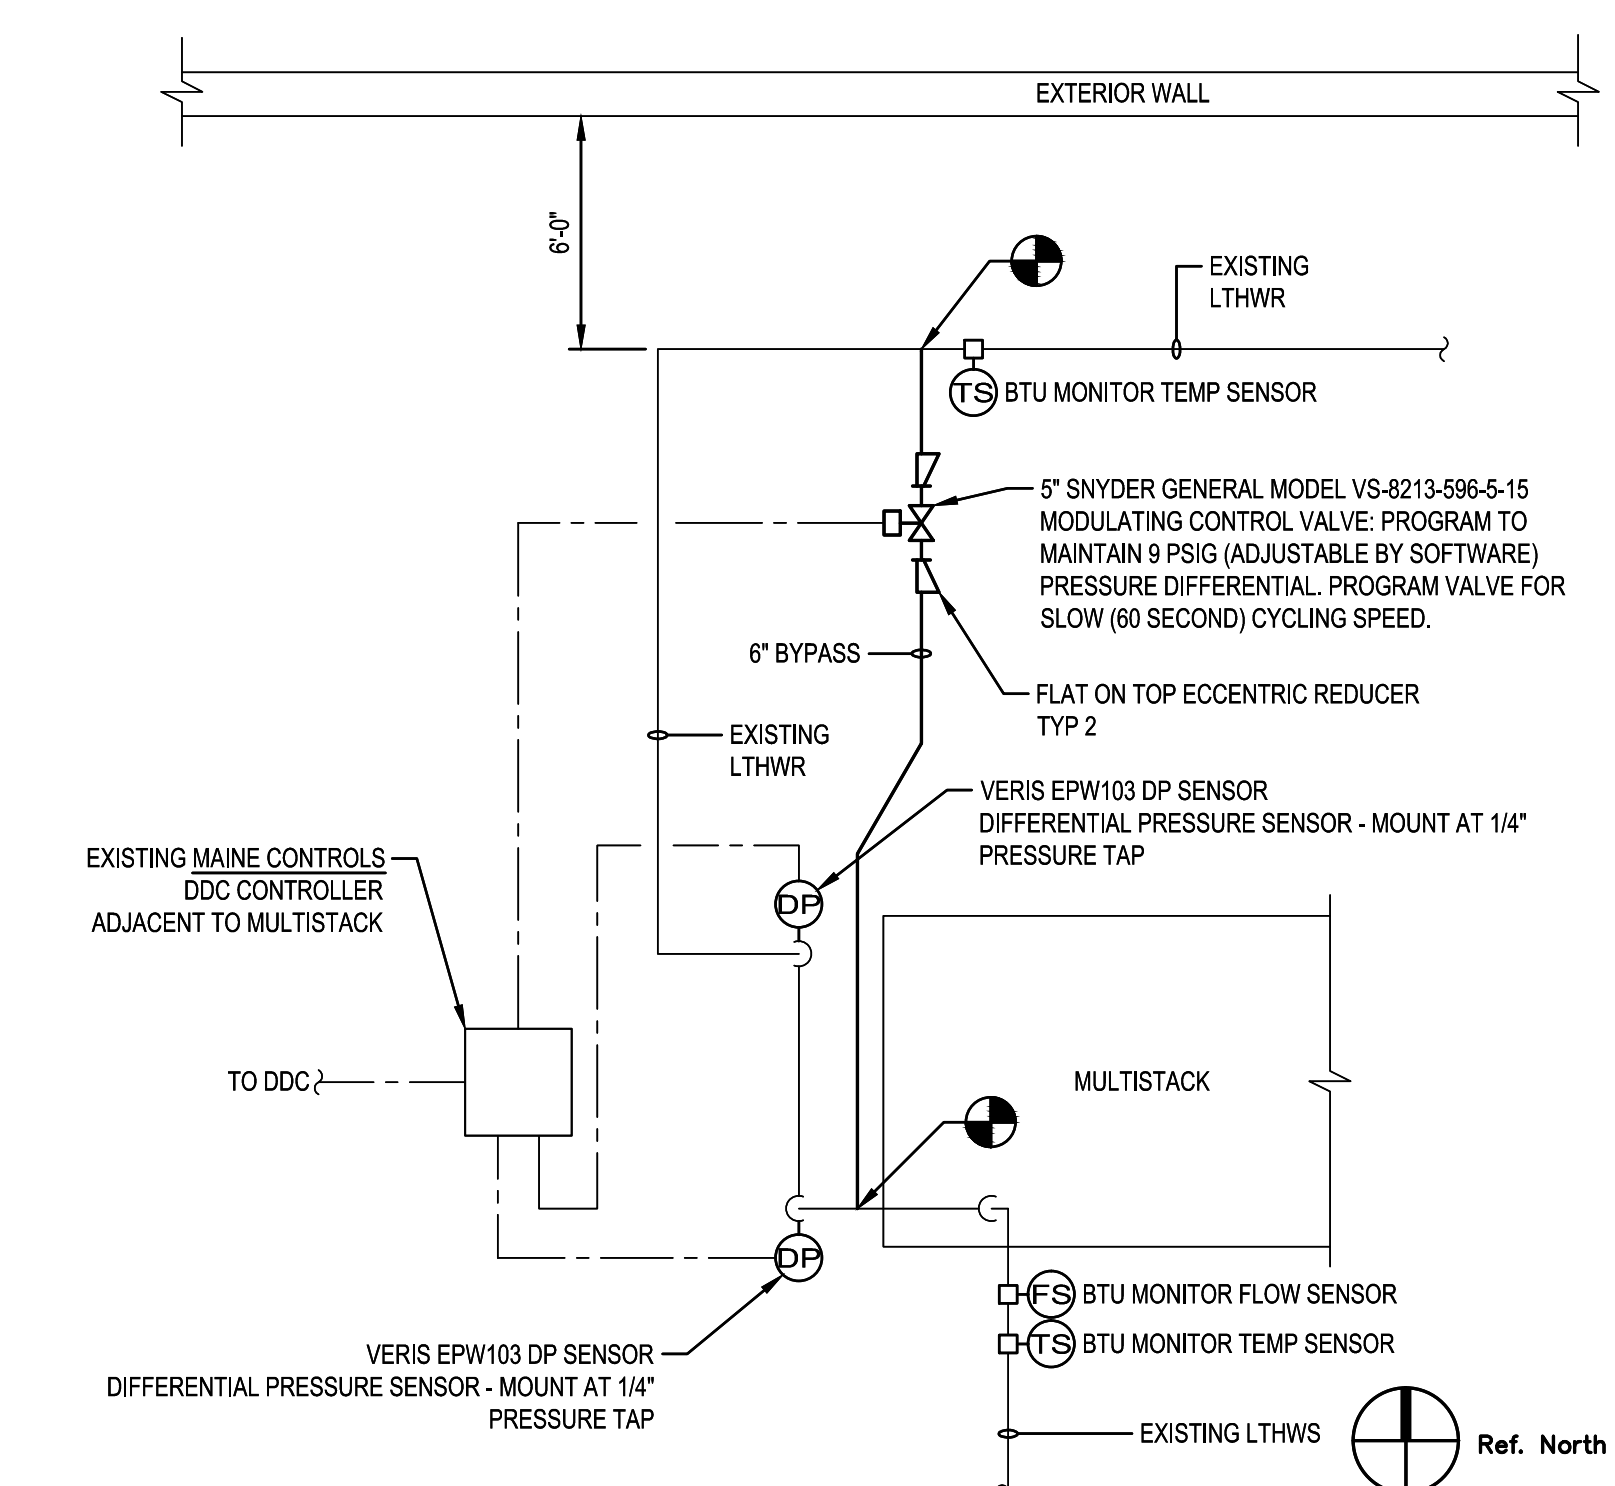 EXTERIOR WALL
6'-0"
EXISTING
LTHWR
TS BTU MONITOR TEMP SENSOR
5" SNYDER GENERAL MODEL VS-8213-596-5-15
MODULATING CONTROL VALVE: PROGRAM TO
MAINTAIN 9 PSIG (ADJUSTABLE BY SOFTWARE)
PRESSURE DIFFERENTIAL. PROGRAM VALVE FOR
SLOW (60 SECOND) CYCLING SPEED.
6" BYPASS
FLAT ON TOP ECCENTRIC REDUCER
TYP 2
EXISTING
LTHWR
VERIS EPW103 DP SENSOR
DIFFERENTIAL PRESSURE SENSOR - MOUNT AT 1/4"
PRESSURE TAP
EXISTING MAINE CONTROLS
DDC CONTROLLER
ADJACENT TO MULTISTACK
DP
TO DDC
MULTISTACK
DP
FS BTU MONITOR FLOW SENSOR
TS BTU MONITOR TEMP SENSOR
VERIS EPW103 DP SENSOR
DIFFERENTIAL PRESSURE SENSOR - MOUNT AT 1/4"
PRESSURE TAP
EXISTING LTHWS
Ref. North